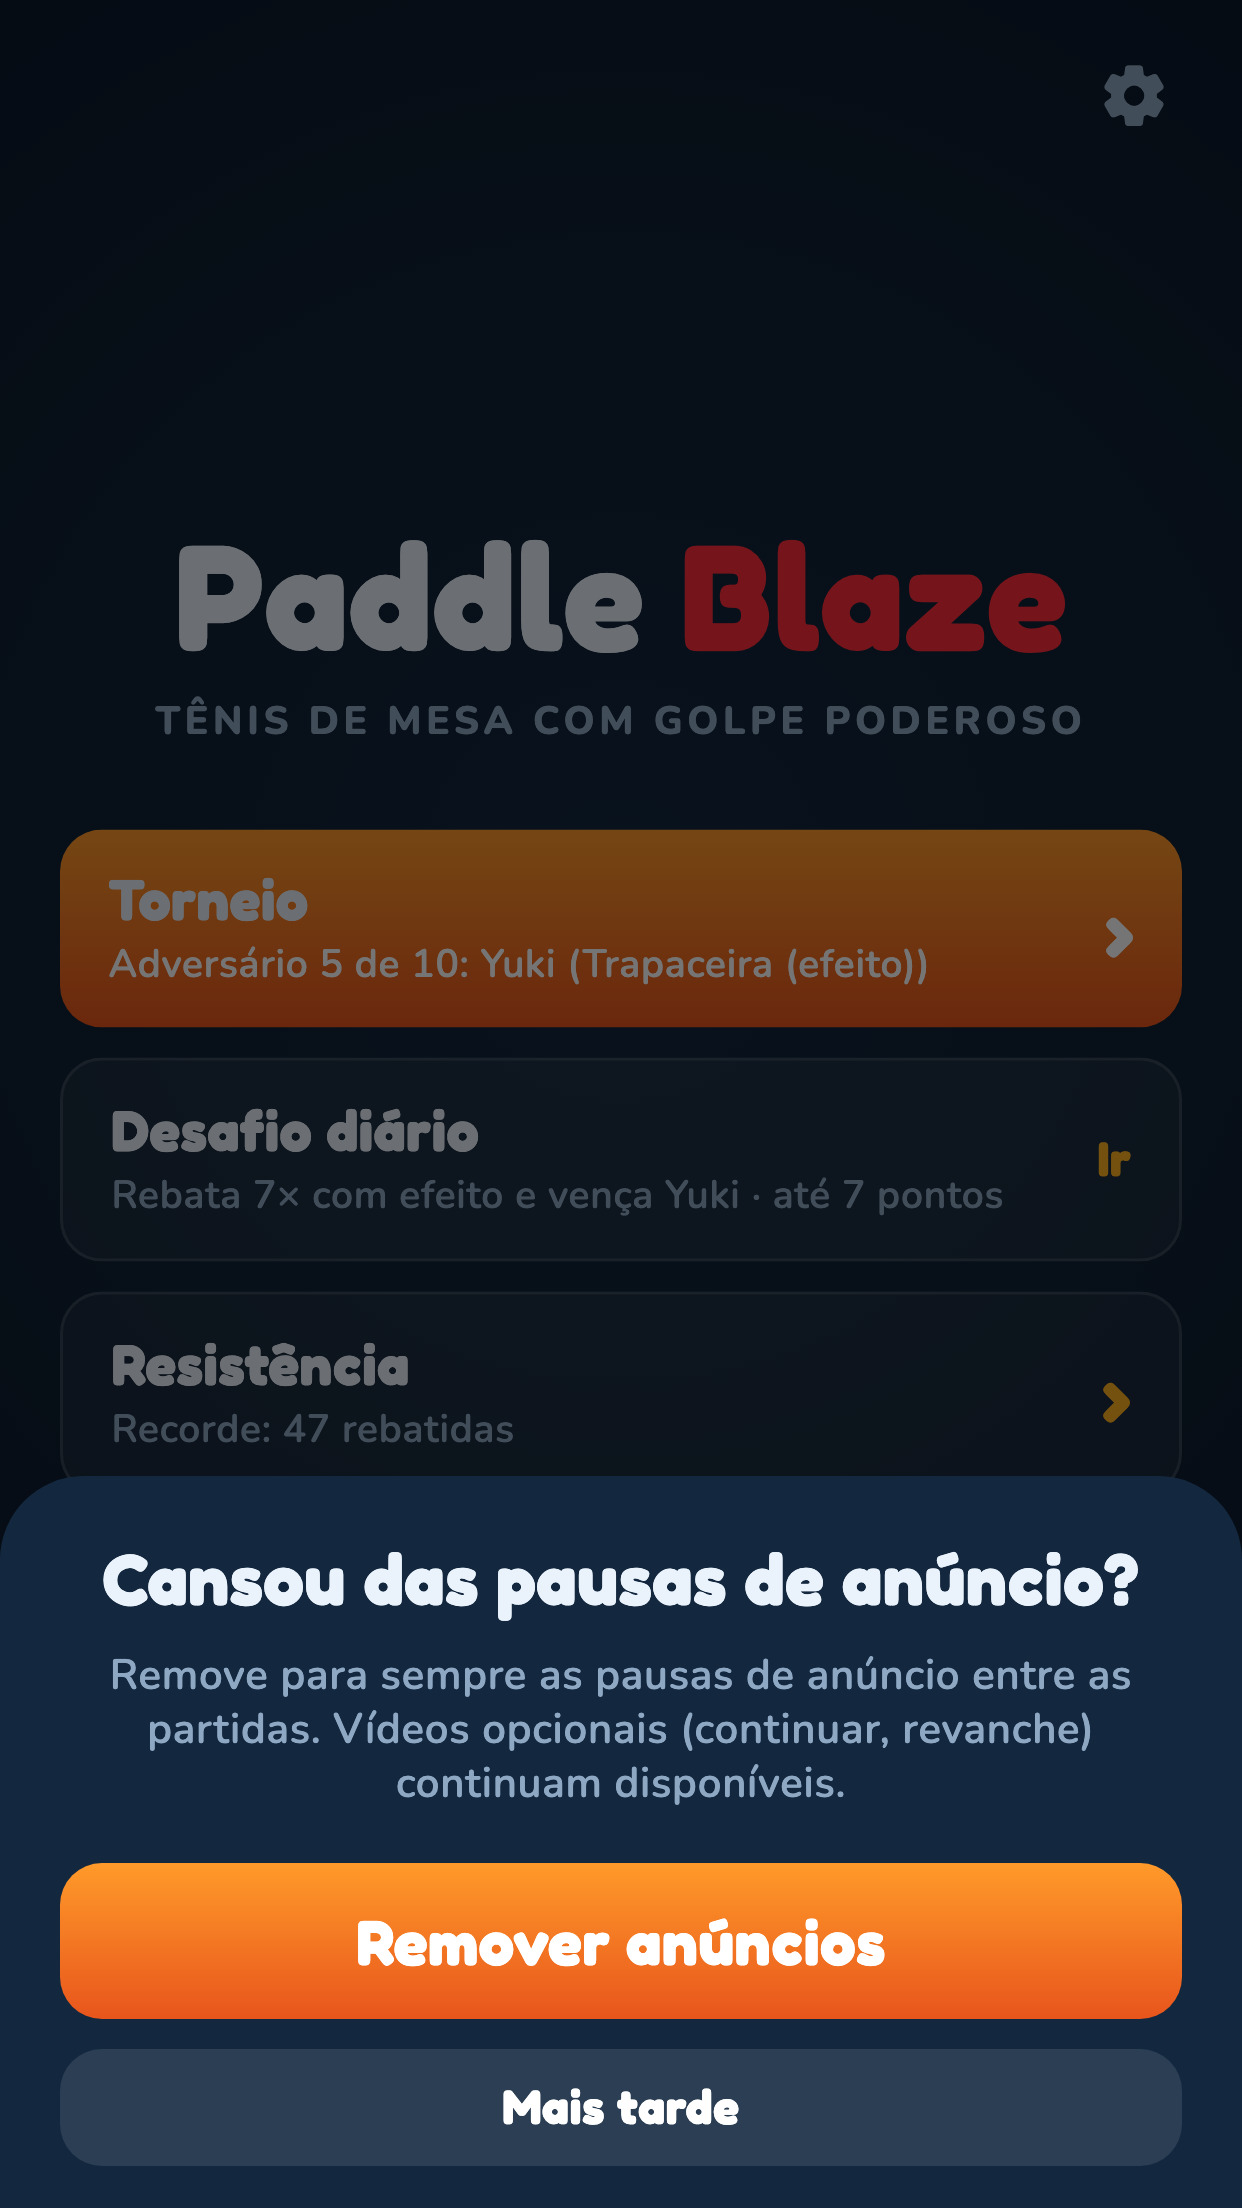 Paddle Blaze
TÊNIS DE MESA COM GOLPE PODEROSO
Torneio
Adversário 5 de 10: Yuki (Trapaceira (efeito))
Desafio diário
Rebata 7× com efeito e vença Yuki · até 7 pontos
Ir
Resistência
Recorde: 47 rebatidas
Cansou das pausas de anúncio?
Remove para sempre as pausas de anúncio entre as
partidas. Vídeos opcionais (continuar, revanche)
continuam disponíveis.
Remover anúncios
Mais tarde